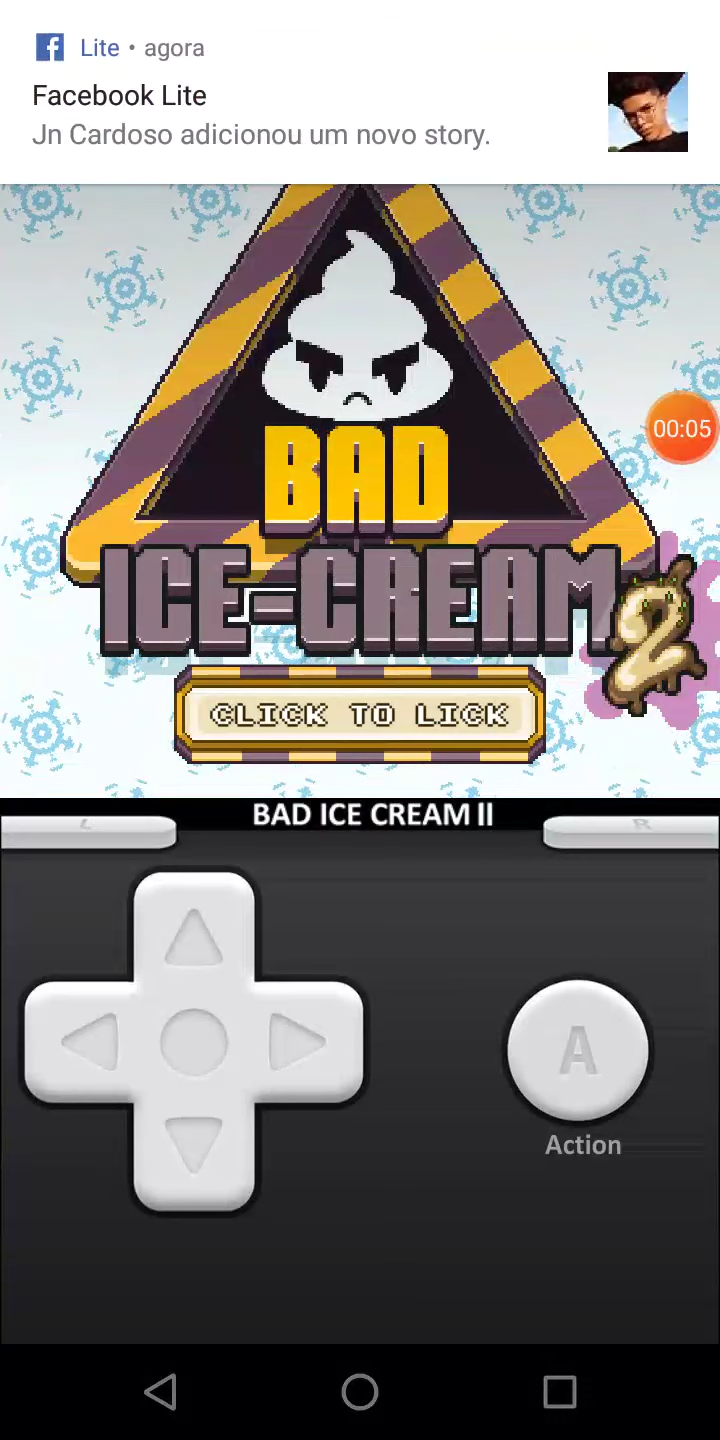 Lite • agora
Facebook Lite
Jn Cardoso adicionou um novo story.
00:05
BAD
ICE-CREAM
2
CLICK TO LICK
L
BAD ICE CREAM II
R
A
Action